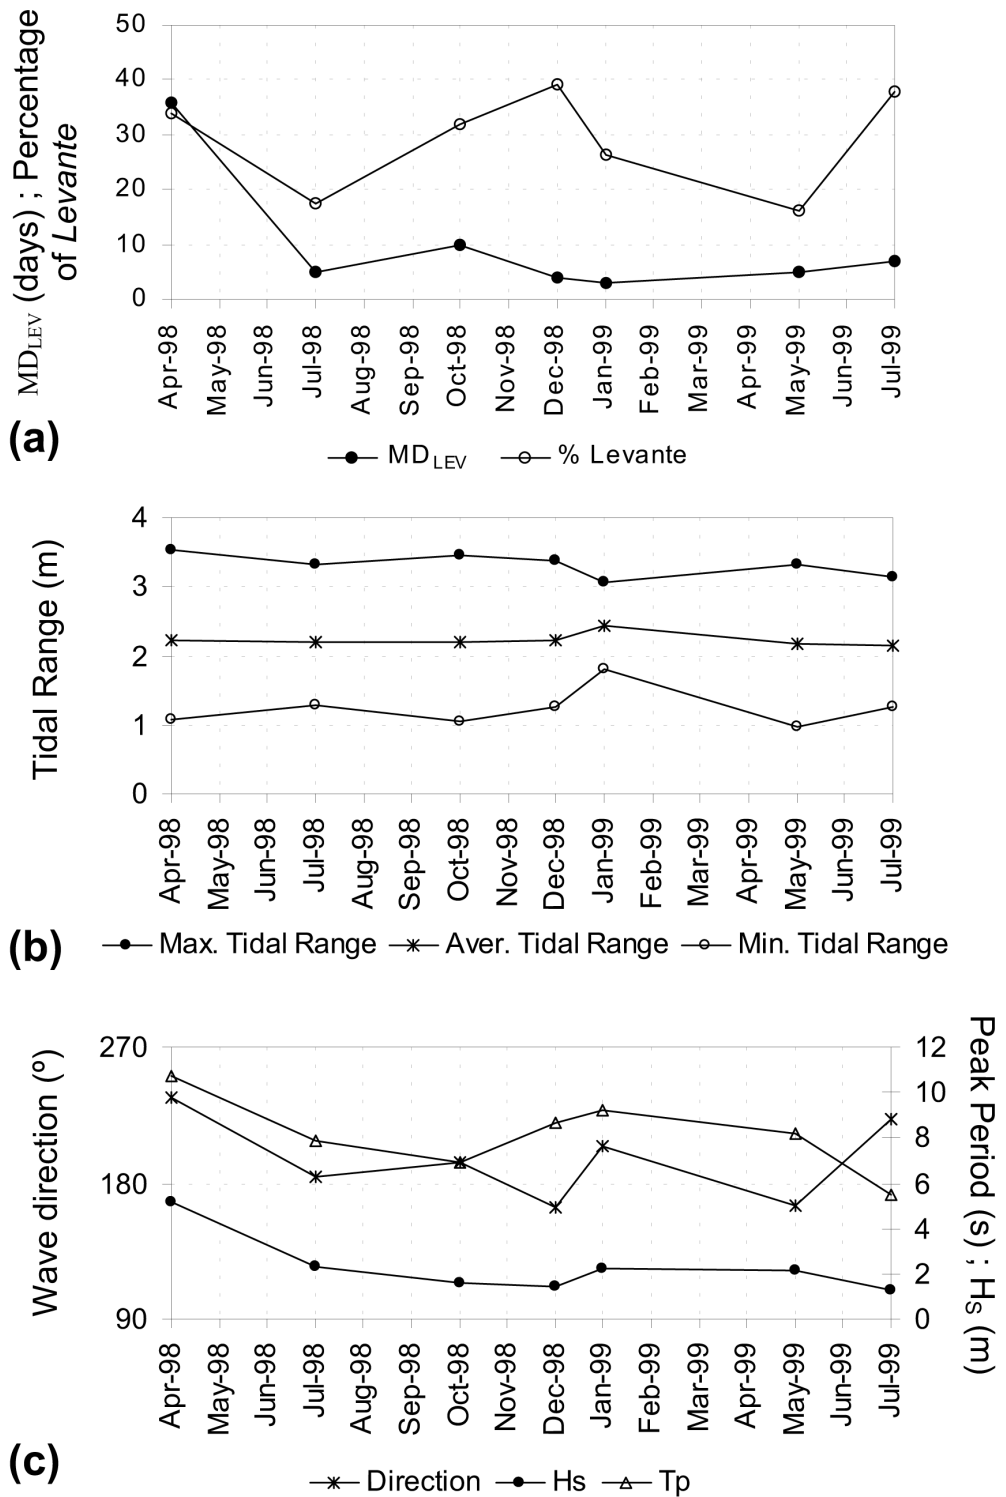 MD_LEV (days) ; Percentage
of Levante
50
40
30
20
10
0
Apr-98
May-98
Jun-98
Jul-98
Aug-98
Sep-98
Oct-98
Nov-98
Dec-98
Jan-99
Feb-99
Mar-99
Apr-99
May-99
Jun-99
Jul-99
(a)
MD_LEV % Levante
Tidal Range (m)
4
3
2
1
0
Apr-98
May-98
Jun-98
Jul-98
Aug-98
Sep-98
Oct-98
Nov-98
Dec-98
Jan-99
Feb-99
Mar-99
Apr-99
May-99
Jun-99
Jul-99
(b)
Max. Tidal Range Aver. Tidal Range Min. Tidal Range
Wave direction (º)
270
180
90
12
10
8
6
4
2
0
Peak Period (s) ; H_S (m)
Apr-98
May-98
Jun-98
Jul-98
Aug-98
Sep-98
Oct-98
Nov-98
Dec-98
Jan-99
Feb-99
Mar-99
Apr-99
May-99
Jun-99
Jul-99
(c)
Direction Hs Tp